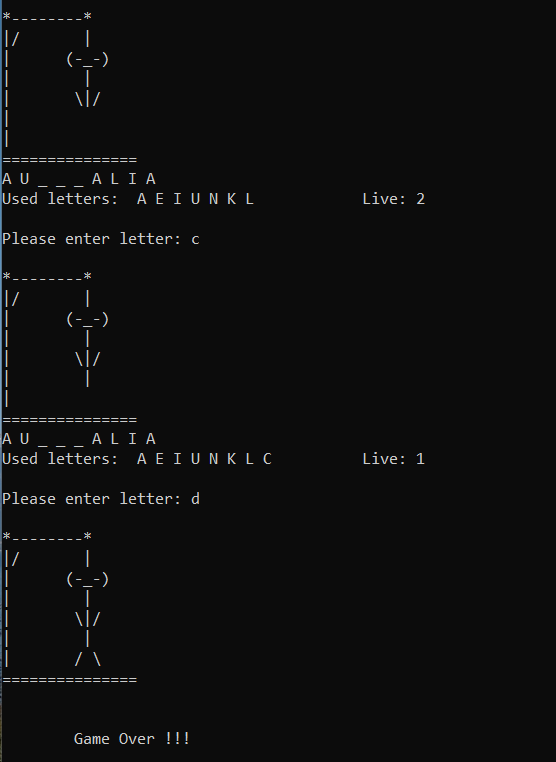 *--------*
|/       |
|      (-_-)
|        |
|       \|/
|
|
===============
A U _ _ _ A L I A
Used letters:  A E I U N K L            Live: 2

Please enter letter: c

*--------*
|/       |
|      (-_-)
|        |
|       \|/
|        |
|
===============
A U _ _ _ A L I A
Used letters:  A E I U N K L C          Live: 1

Please enter letter: d

*--------*
|/       |
|      (-_-)
|        |
|       \|/
|        |
|       / \
===============


        Game Over !!!